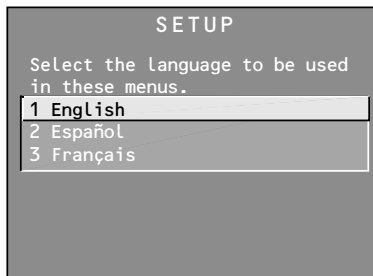 SETUP
Select the language to be used
in these menus.
1 English
2 Español
3 Français